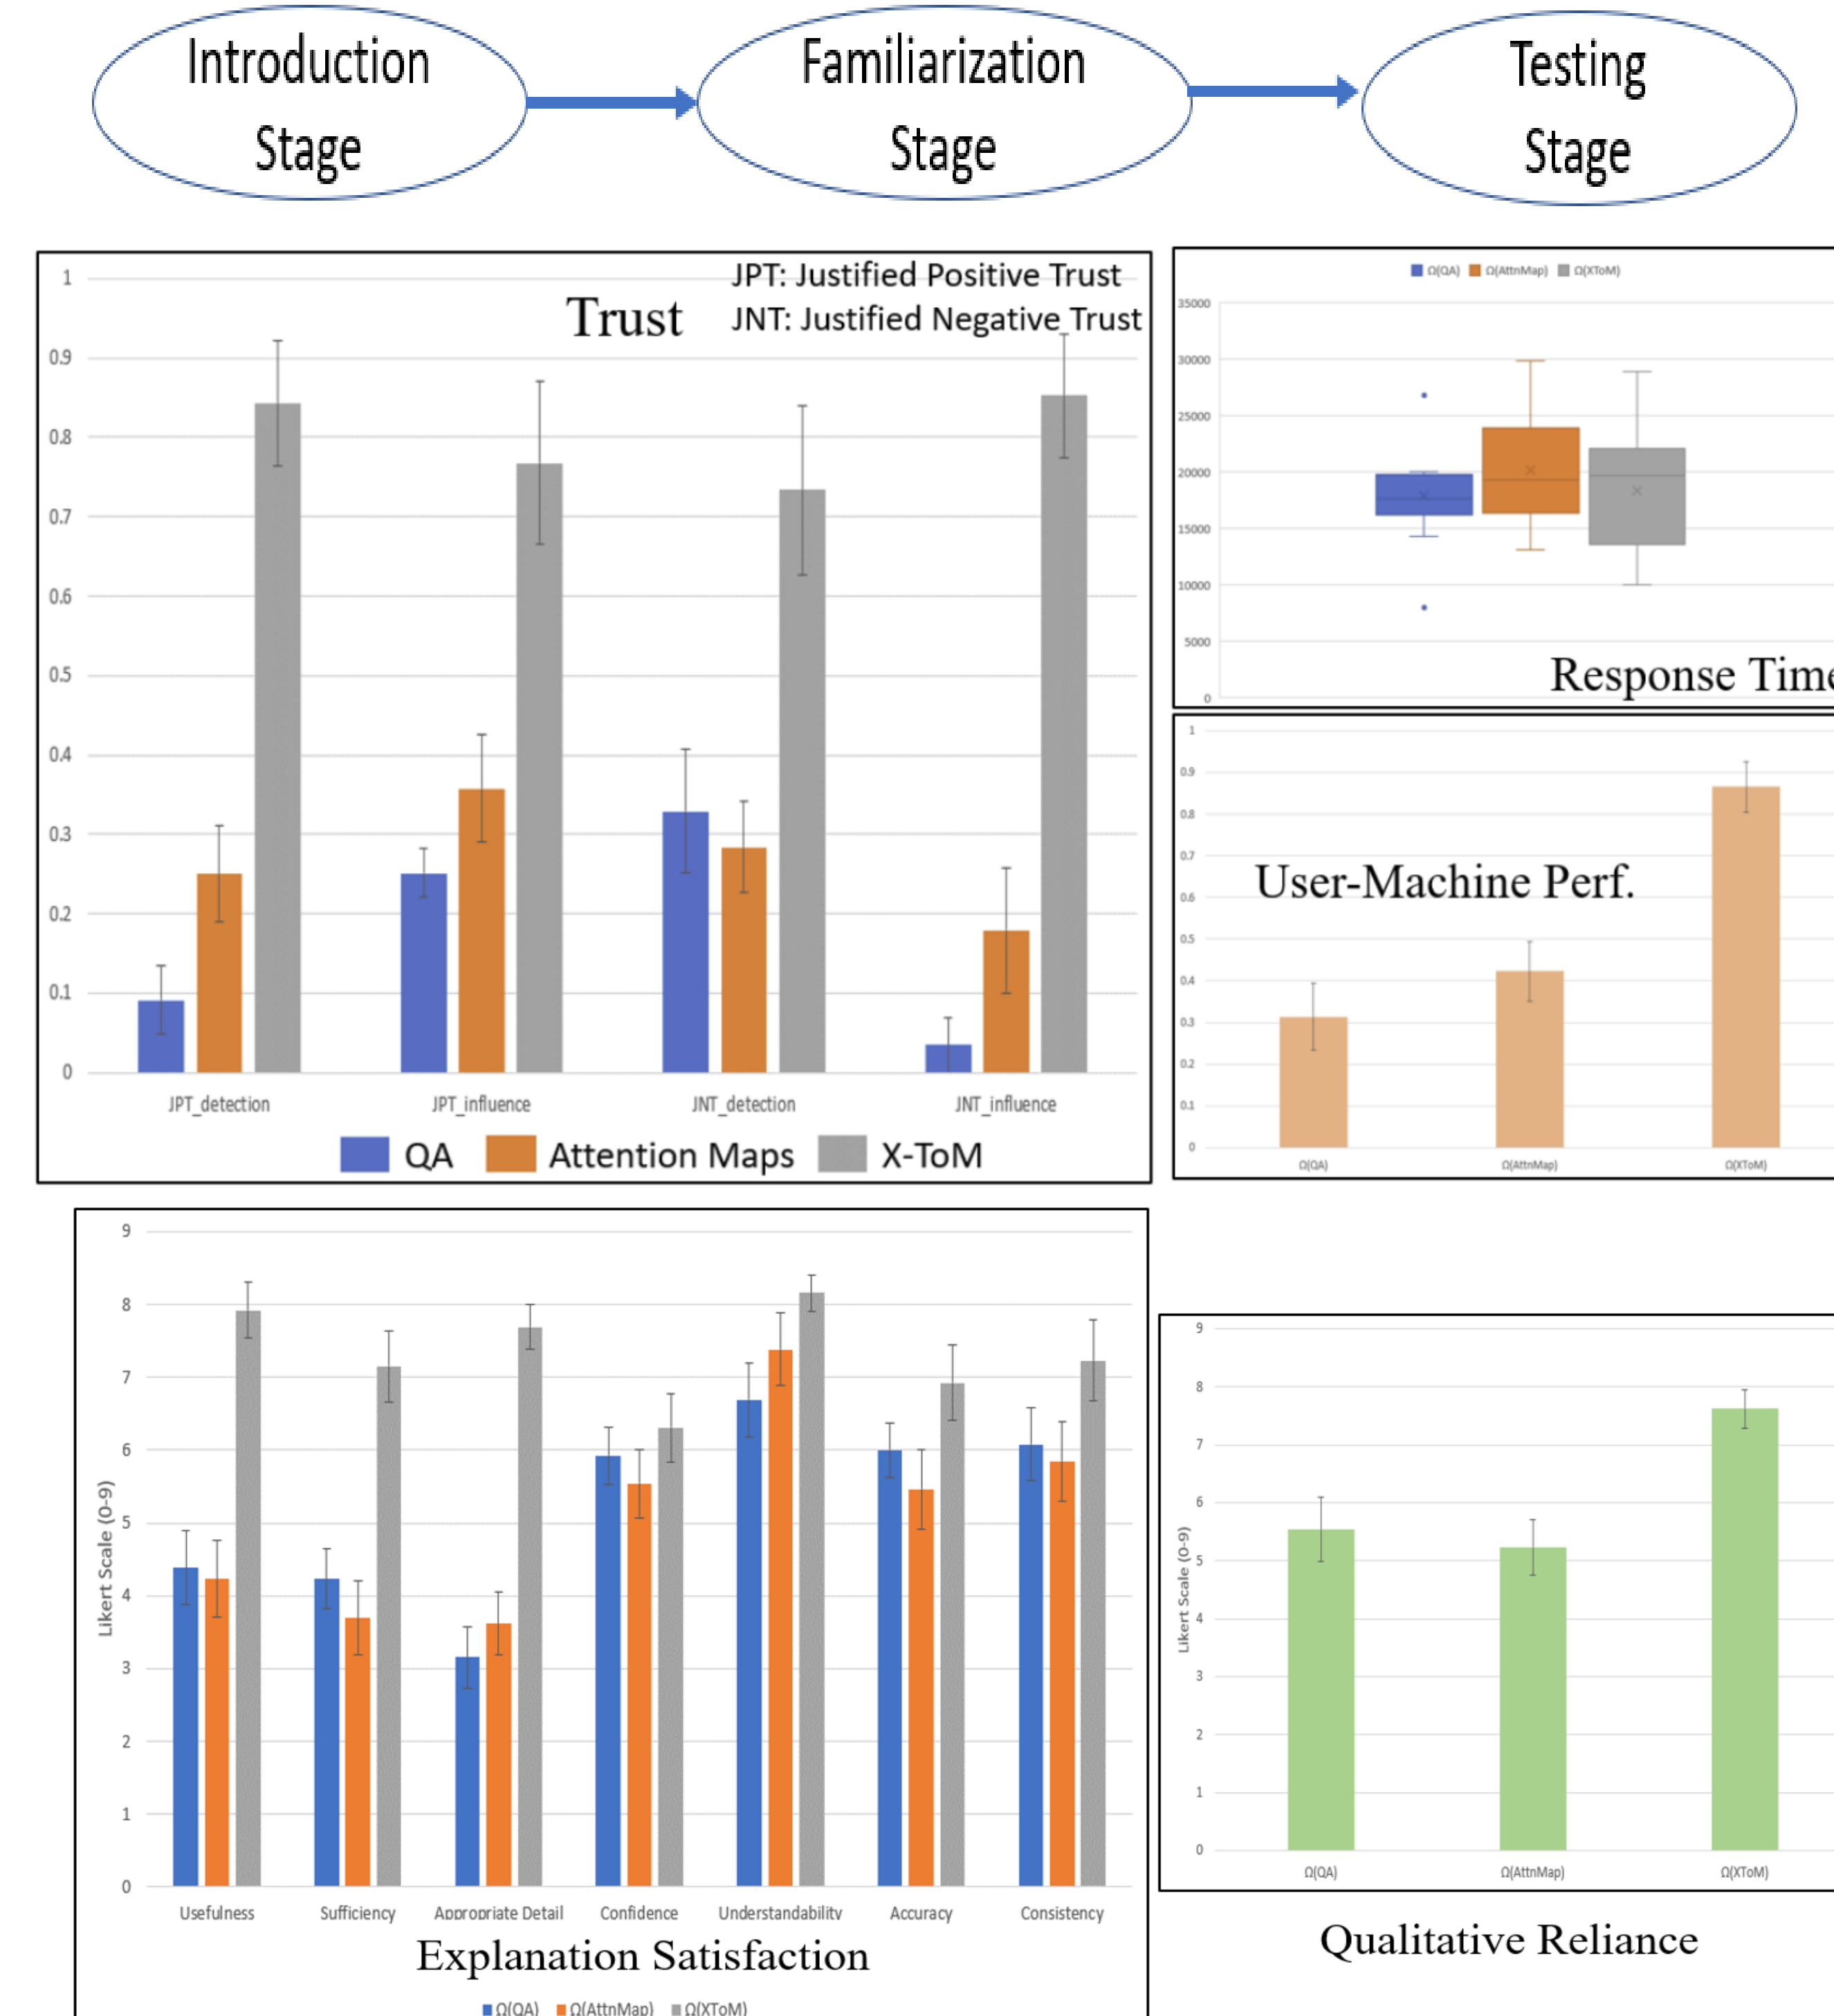 Introduction
Stage
Familiarization
Stage
Testing
Stage
JPT: Justified Positive Trust
Trust
JNT: Justified Negative Trust
1
0.9
0.8
0.7
0.6
0.5
0.4
0.3
0.2
0.1
0
JPT_detection
JPT_influence
JNT_detection
JNT_influence
QA
Attention Maps
X-ToM
Ω(QA) Ω(AttnMap) Ω(XToM)
35000
30000
25000
20000
15000
10000
5000
0
Response Time
1
0.9
0.8
0.7
User-Machine Perf.
0.6
0.5
0.4
0.3
0.2
0.1
0
Ω(QA)
Ω(AttnMap)
Ω(XToM)
9
8
7
6
5
4
3
2
1
0
Likert Scale (0-9)
Usefulness
Sufficiency
Appropriate Detail
Confidence
Understandability
Accuracy
Consistency
Explanation Satisfaction
Ω(QA) Ω(AttnMap) Ω(XToM)
9
8
7
6
5
4
3
2
1
0
Likert Scale (0-9)
Ω(QA)
Ω(AttnMap)
Ω(XToM)
Qualitative Reliance